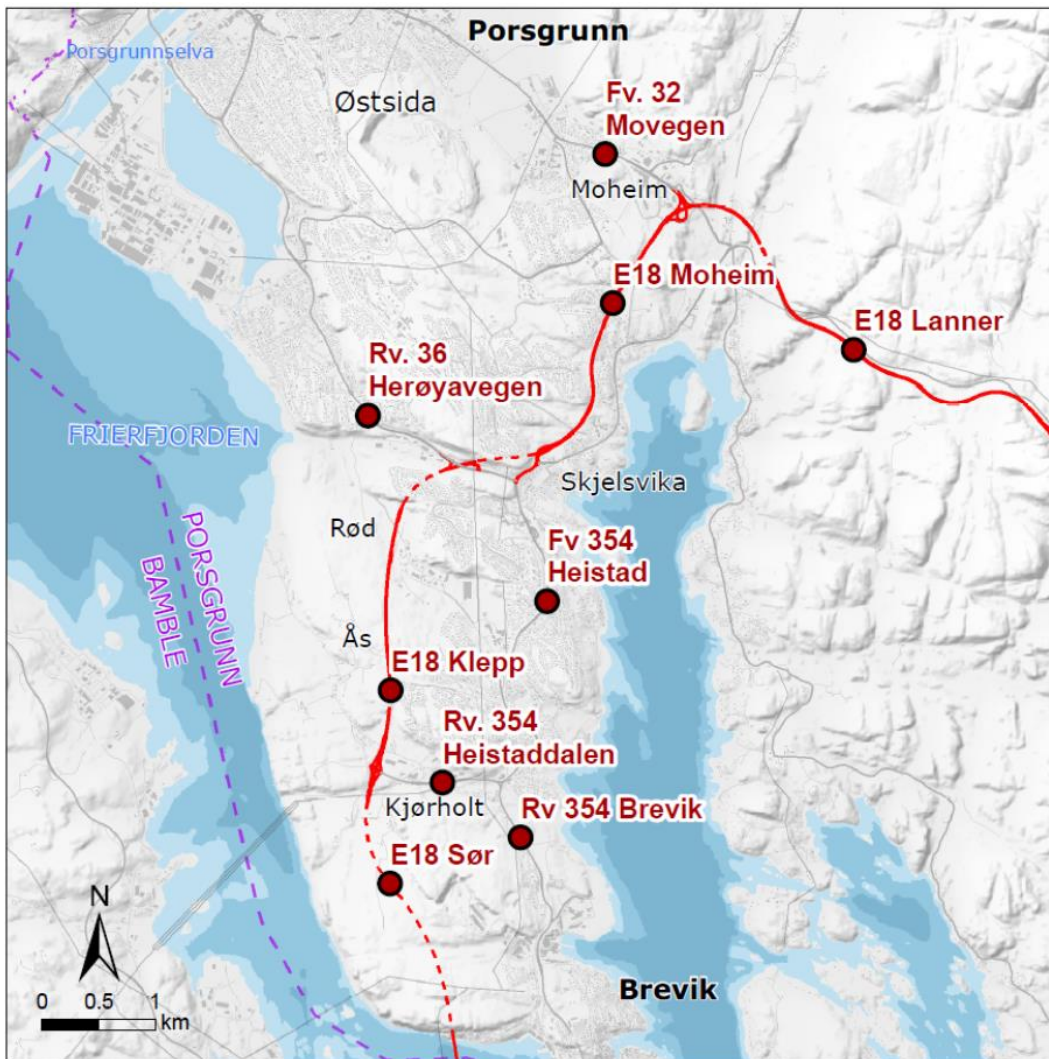 Porsgrunn
Porsgrunnselva
Østsida
Fv. 32
Movegen
Moheim
E18 Moheim
E18 Lanner
Rv. 36
Herøyavegen
FRIERFJORDEN
Skjelsvika
PORSGRUNN
BAMBLE
Rød
Fv 354
Heistad
Ås
E18 Klepp
Rv. 354
Heistaddalen
Kjørholt
Rv 354 Brevik
E18 Sør
N
Brevik
0 0.5 1
km